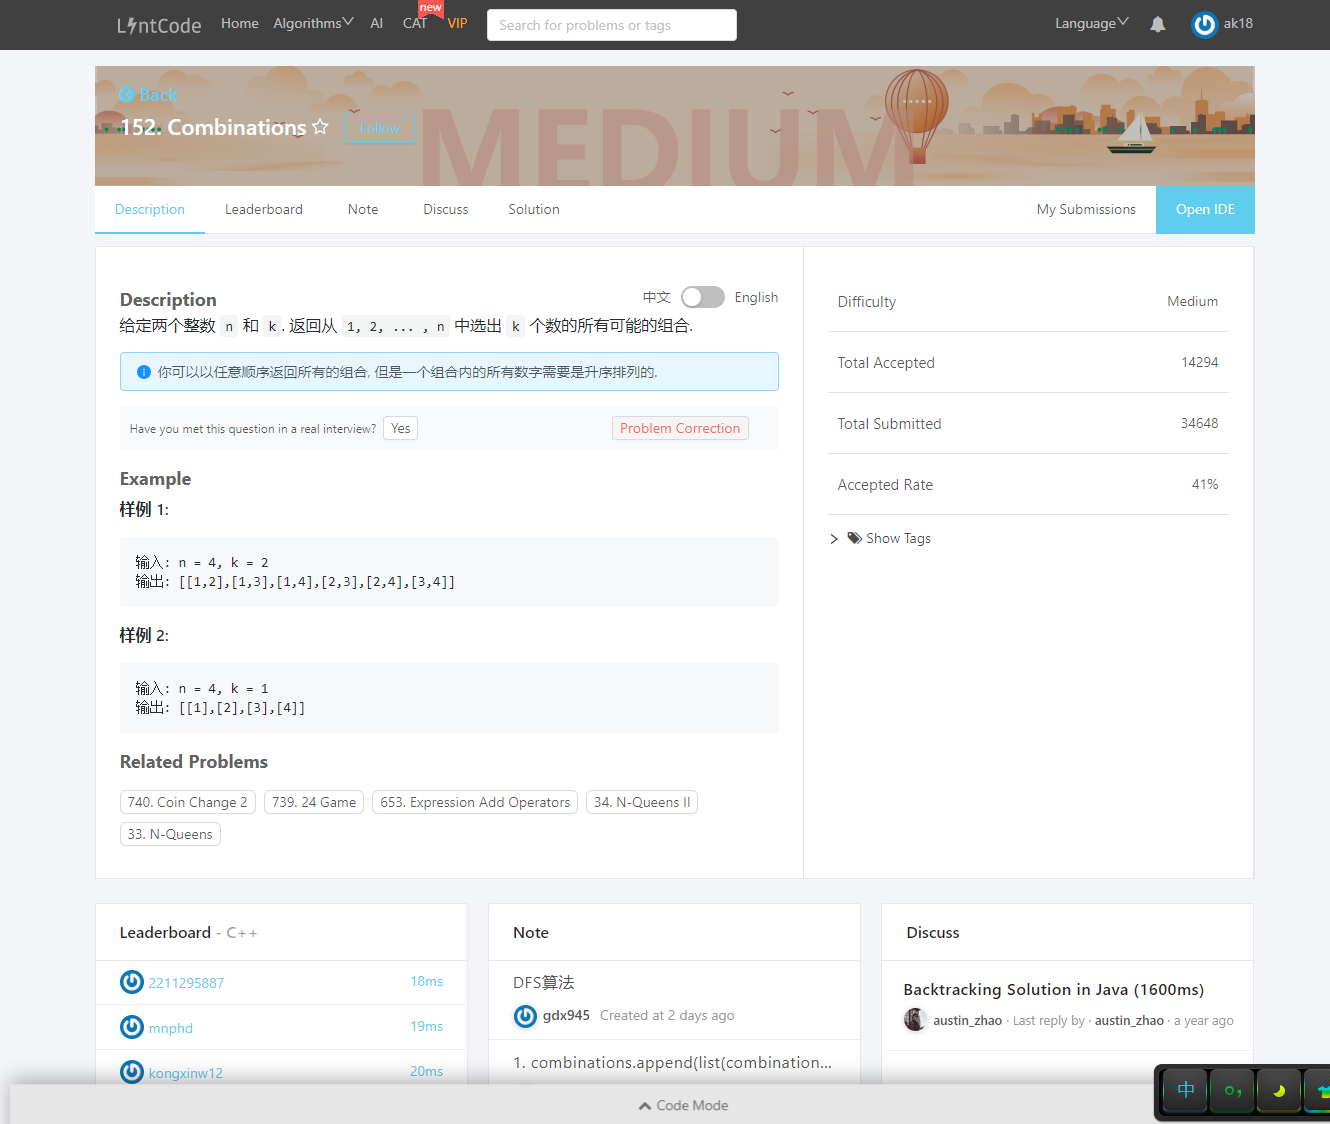 LintCode Home Algorithms AI CAT new VIP Search for problems or tags Language ak18
Back
152. Combinations Follow
MEDIUM
Description Leaderboard Note Discuss Solution My Submissions Open IDE
Description 中文 English
给定两个整数 n 和 k. 返回从 1, 2, ... , n 中选出 k 个数的所有可能的组合.
你可以以任意顺序返回所有的组合, 但是一个组合内的所有数字需要是升序排列的.
Have you met this question in a real interview? Yes Problem Correction
Example
样例 1:
输入: n = 4, k = 2
输出: [[1,2],[1,3],[1,4],[2,3],[2,4],[3,4]]
样例 2:
输入: n = 4, k = 1
输出: [[1],[2],[3],[4]]
Related Problems
740. Coin Change 2 739. 24 Game 653. Expression Add Operators 34. N-Queens II
33. N-Queens
Difficulty Medium
Total Accepted 14294
Total Submitted 34648
Accepted Rate 41%
Show Tags
Leaderboard - C++
2211295887 18ms
mnphd 19ms
kongxinw12 20ms
Note
DFS算法
gdx945 Created at 2 days ago
1. combinations.append(list(combination...
Discuss
Backtracking Solution in Java (1600ms)
austin_zhao · Last reply by · austin_zhao · a year ago
Code Mode
中